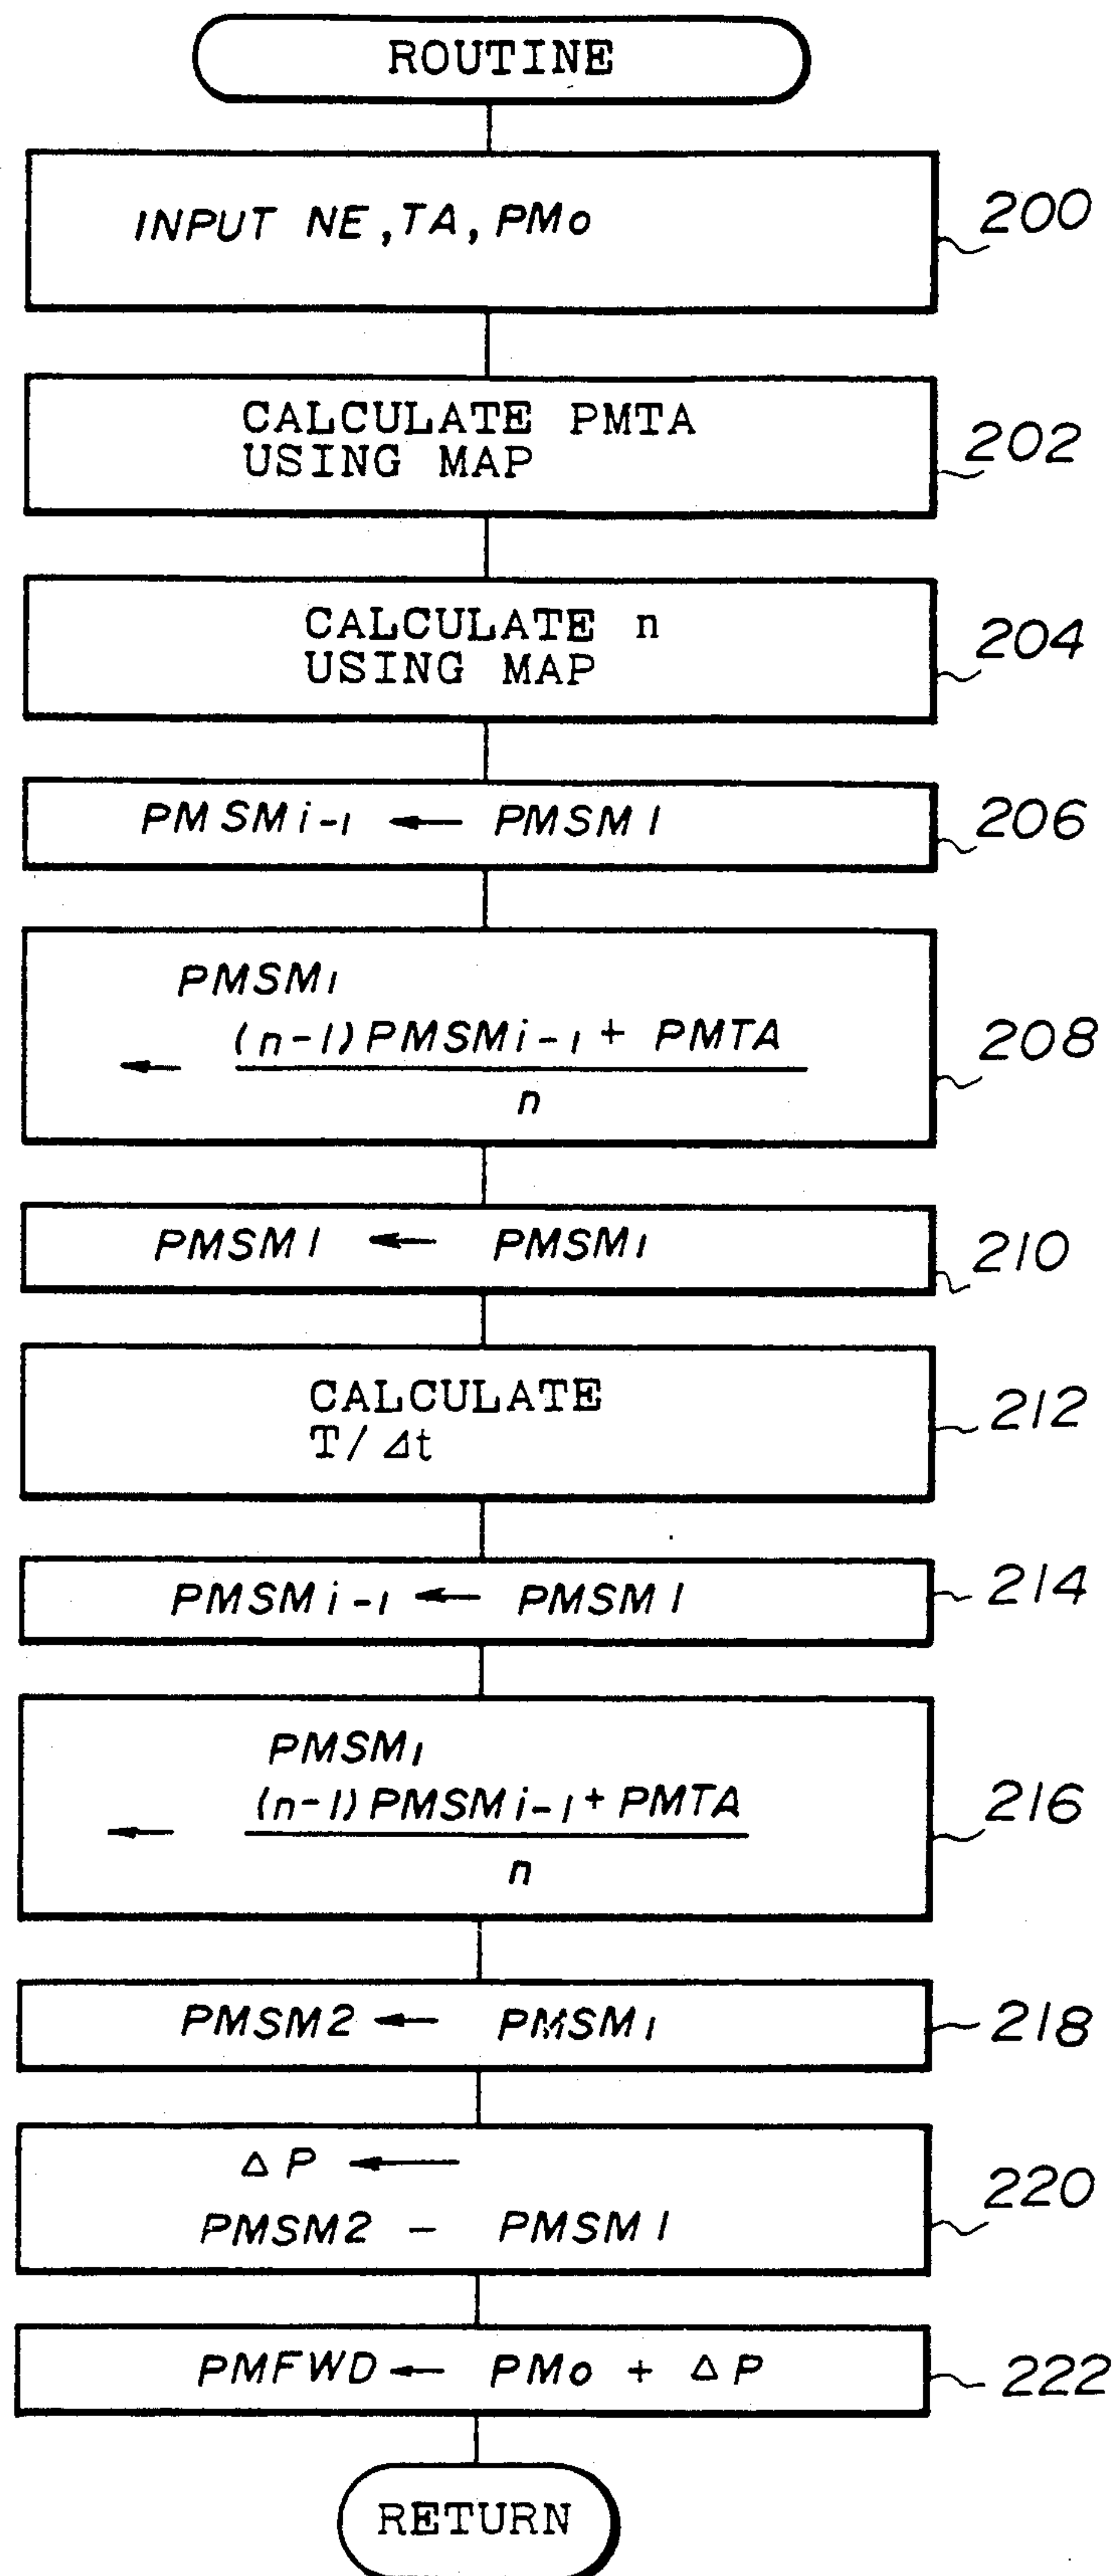 ROUTINE
INPUT NE, TA, PMo
200
CALCULATE PMTA
USING MAP
202
CALCULATE n
USING MAP
204
PMSMi-1 ← PMSM1
206
PMSMi
← (n-1)PMSMi-1 + PMTA
n
208
PMSM1 ← PMSMi
210
CALCULATE
T/Δt
212
PMSMi-1 ← PMSM1
214
PMSMi
← (n-1)PMSMi-1 + PMTA
n
216
PMSM2 ← PMSMi
218
ΔP ←
PMSM2 - PMSM1
220
PMFWD ← PMo + ΔP
222
RETURN